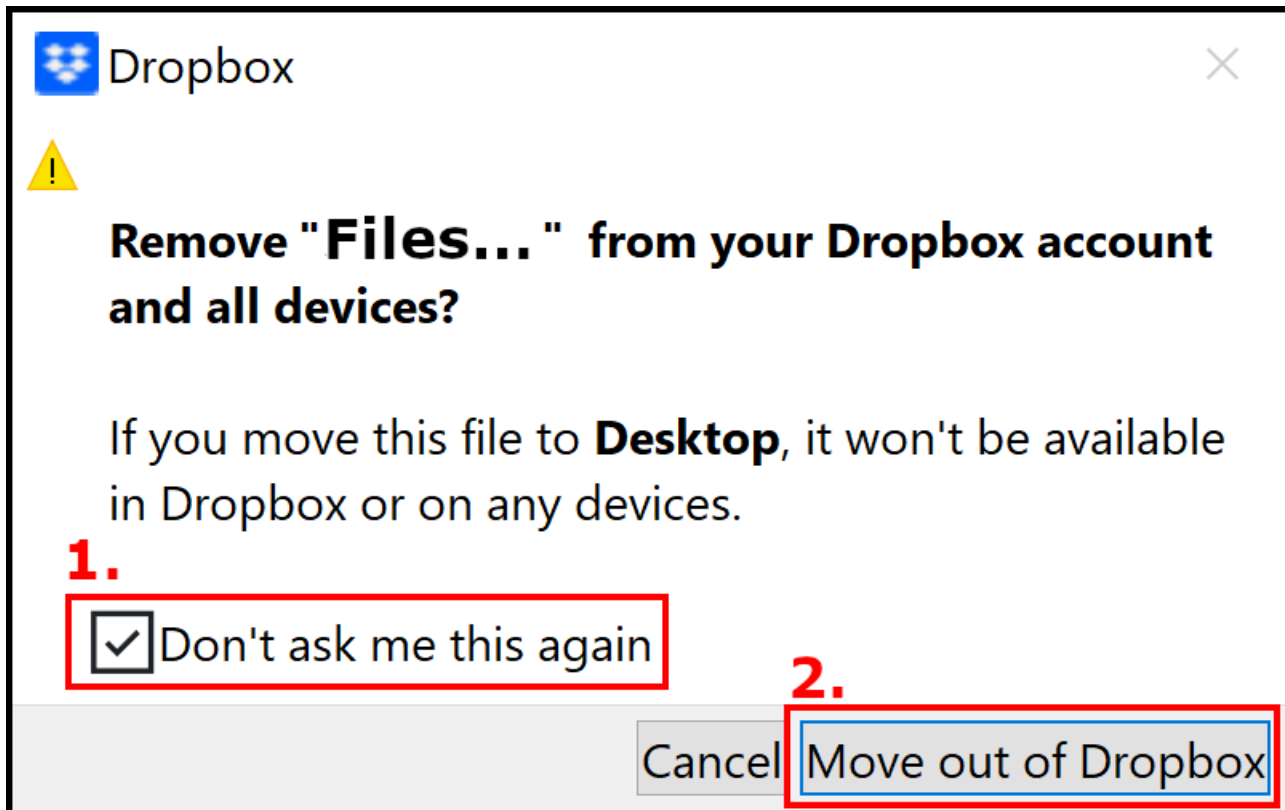 Dropbox
Remove "Files..." from your Dropbox account
and all devices?
If you move this file to Desktop, it won't be available
in Dropbox or on any devices.
1.
Don't ask me this again
2.
Cancel Move out of Dropbox